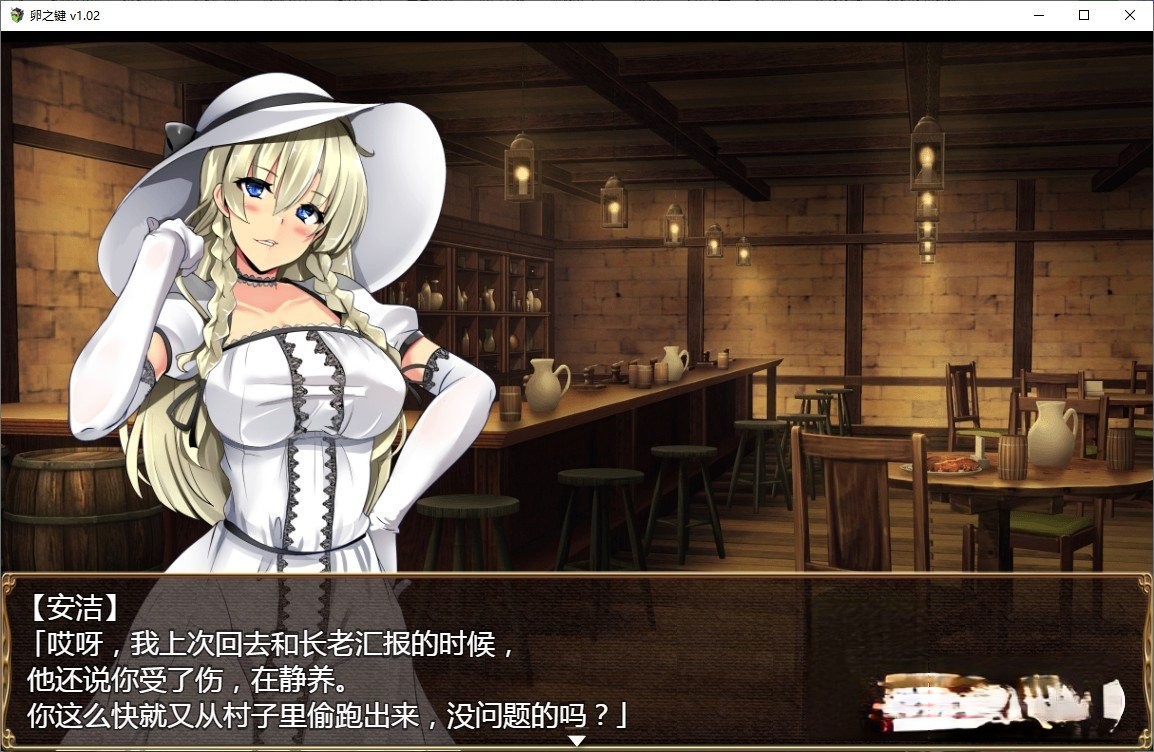 卵之键 v1.02
【安洁】
「哎呀，我上次回去和长老汇报的时候，
他还说你受了伤，在静养。
你这么快就又从村子里偷跑出来，没问题的吗？」